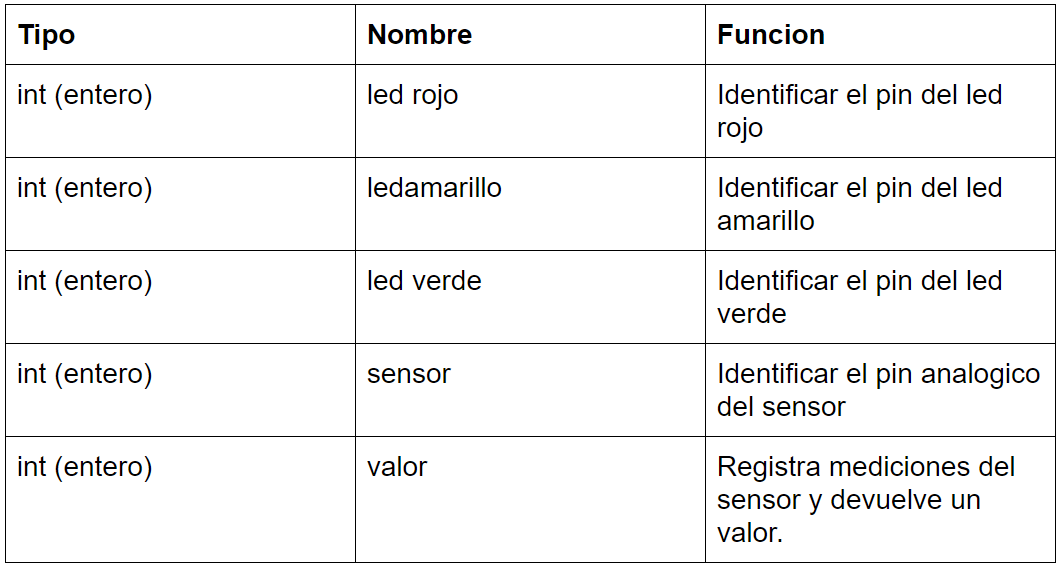 Tipo Nombre Funcion
int (entero) led rojo Identificar el pin del led
rojo
int (entero) ledamarillo Identificar el pin del led
amarillo
int (entero) led verde Identificar el pin del led
verde
int (entero) sensor Identificar el pin analogico
del sensor
int (entero) valor Registra mediciones del
sensor y devuelve un
valor.